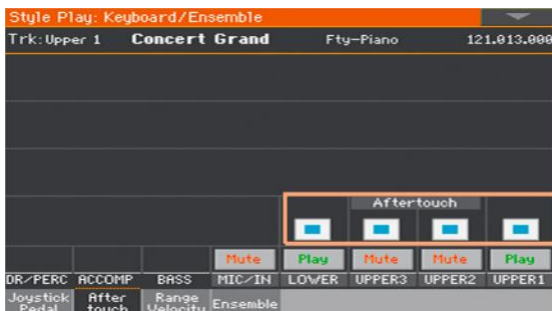 Style Play: Keyboard/Ensemble
Trk:Upper 1 Concert Grand Fty-Piano 121.013.000
Aftertouch
Mute Play Mute Mute Play
DR/PERC ACCOMP BASS MIC/IN LOWER UPPER3 UPPER2 UPPER1
Joystick Pedal After touch Range Velocity Ensemble